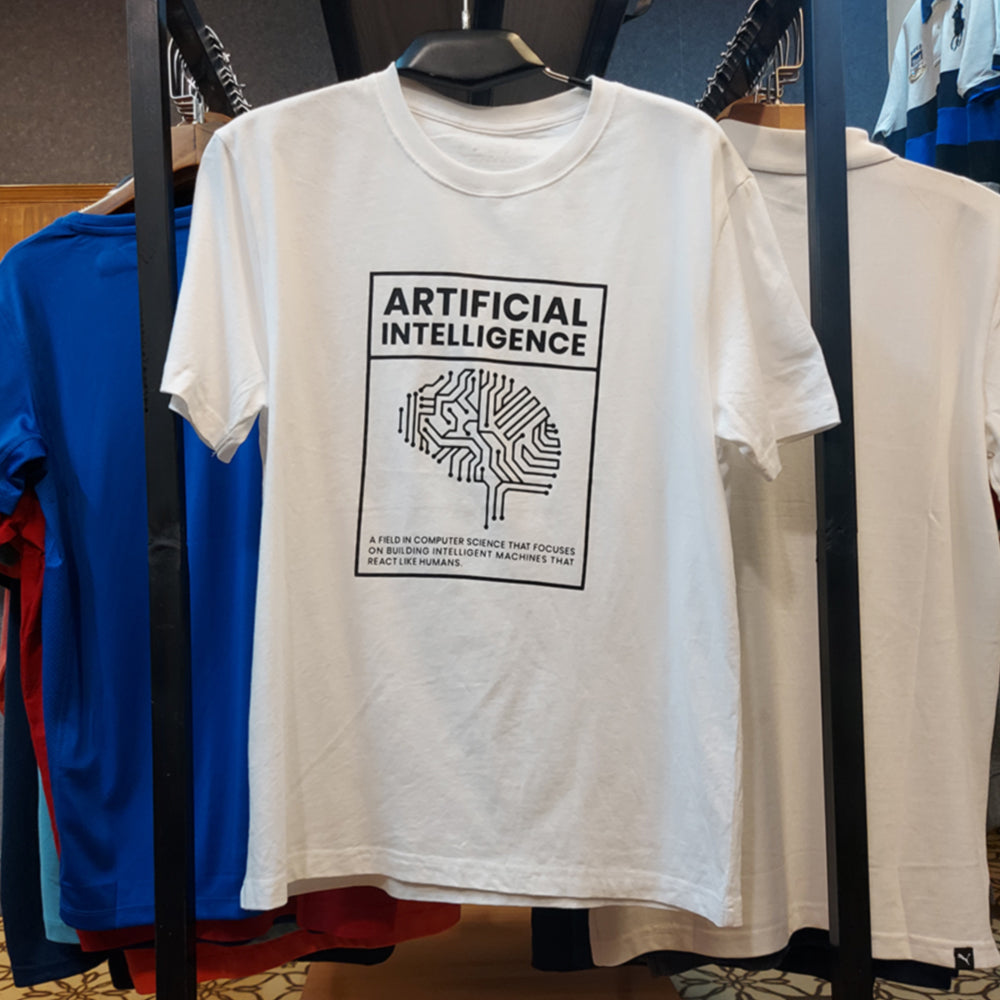 ARTIFICIAL
INTELLIGENCE
A FIELD IN COMPUTER SCIENCE THAT FOCUSES
ON BUILDING INTELLIGENT MACHINES THAT
REACT LIKE HUMANS.